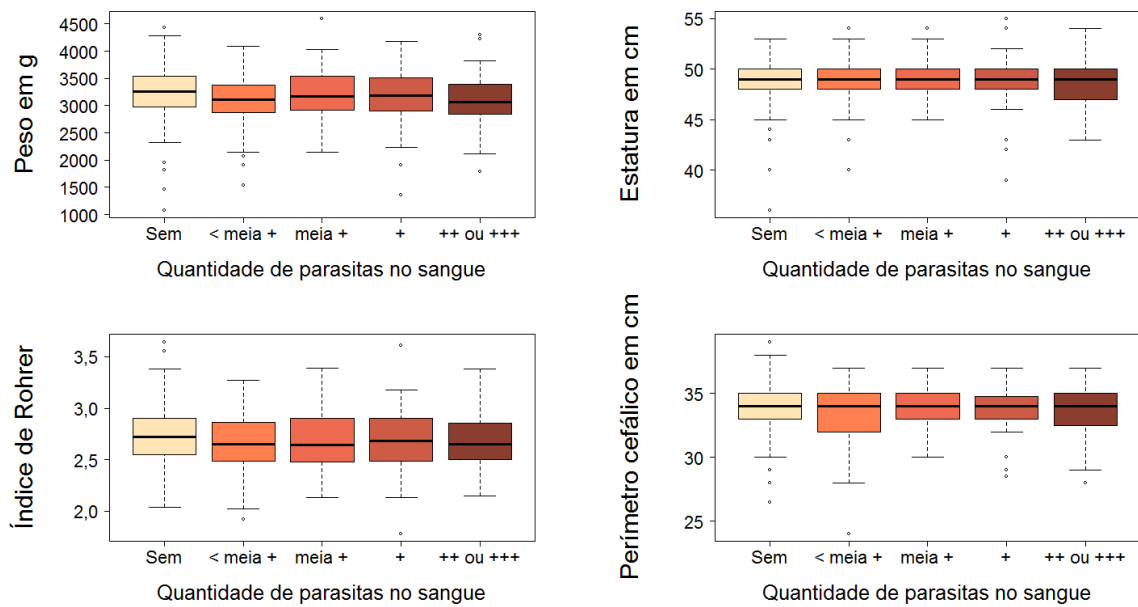 Peso em g
4500
4000
3500
3000
2500
2000
1500
1000
Sem < meia + meia + + ++ ou +++
Quantidade de parasitas no sangue
Estatura em cm
55
50
45
40
Sem < meia + meia + + ++ ou +++
Quantidade de parasitas no sangue
Índice de Rohrer
3,5
3,0
2,5
2,0
Sem < meia + meia + + ++ ou +++
Quantidade de parasitas no sangue
Perímetro cefálico em cm
35
30
25
Sem < meia + meia + + ++ ou +++
Quantidade de parasitas no sangue